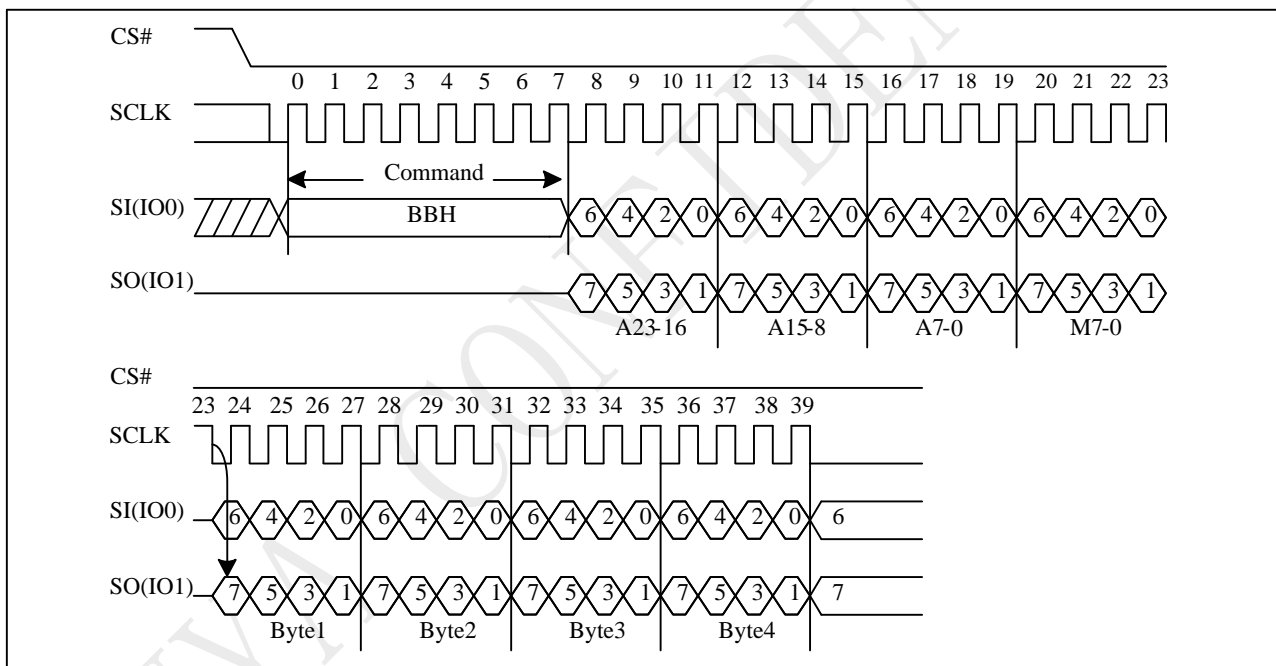 CS#
0 1 2 3 4 5 6 7 8 9 10 11 12 13 14 15 16 17 18 19 20 21 22 23
SCLK
Command
SI(IO0) BBH 6 4 2 0 6 4 2 0 6 4 2 0 6 4 2 0
SO(IO1) 7 5 3 1 7 5 3 1 7 5 3 1 7 5 3 1
A23-16 A15-8 A7-0 M7-0
CS#
23 24 25 26 27 28 29 30 31 32 33 34 35 36 37 38 39
SCLK
SI(IO0) 6 4 2 0 6 4 2 0 6 4 2 0 6 4 2 0 6
SO(IO1) 7 5 3 1 7 5 3 1 7 5 3 1 7 5 3 1 7
Byte1 Byte2 Byte3 Byte4